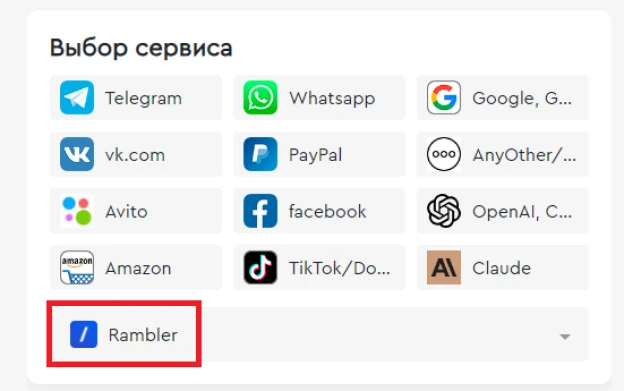 Выбор сервиса
Telegram
Whatsapp
Google, G...
vk.com
PayPal
AnyOther/...
Avito
facebook
OpenAI, C...
amazon
Amazon
TikTok/Do...
Claude
Rambler